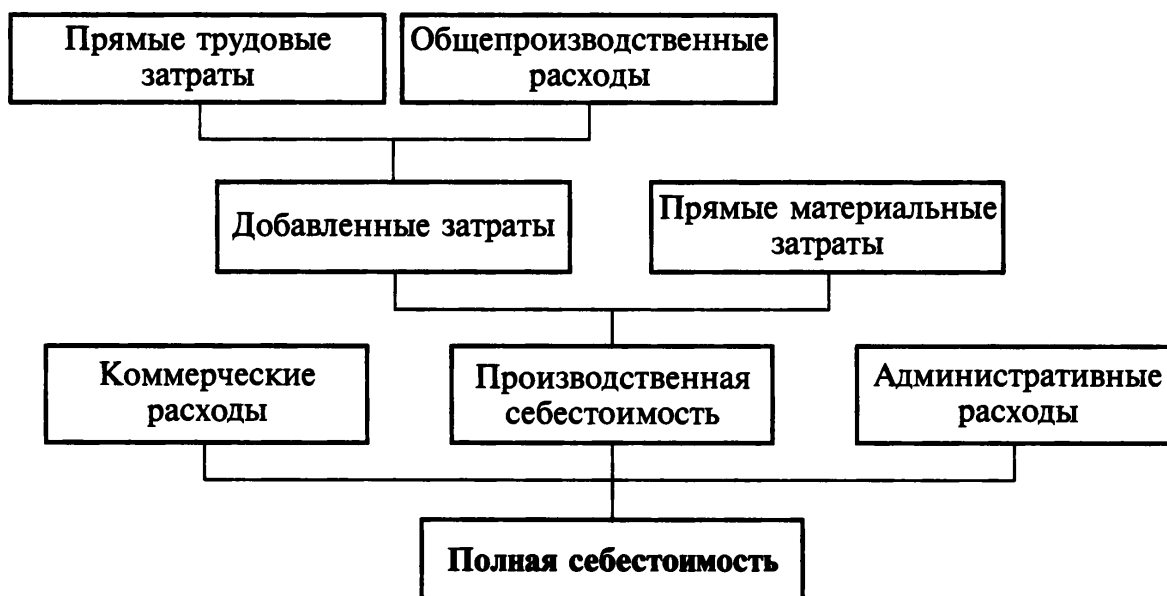 Прямые трудовые
затраты
Общепроизводственные
расходы
Добавленные затраты
Прямые материальные
затраты
Коммерческие
расходы
Производственная
себестоимость
Административные
расходы
Полная себестоимость